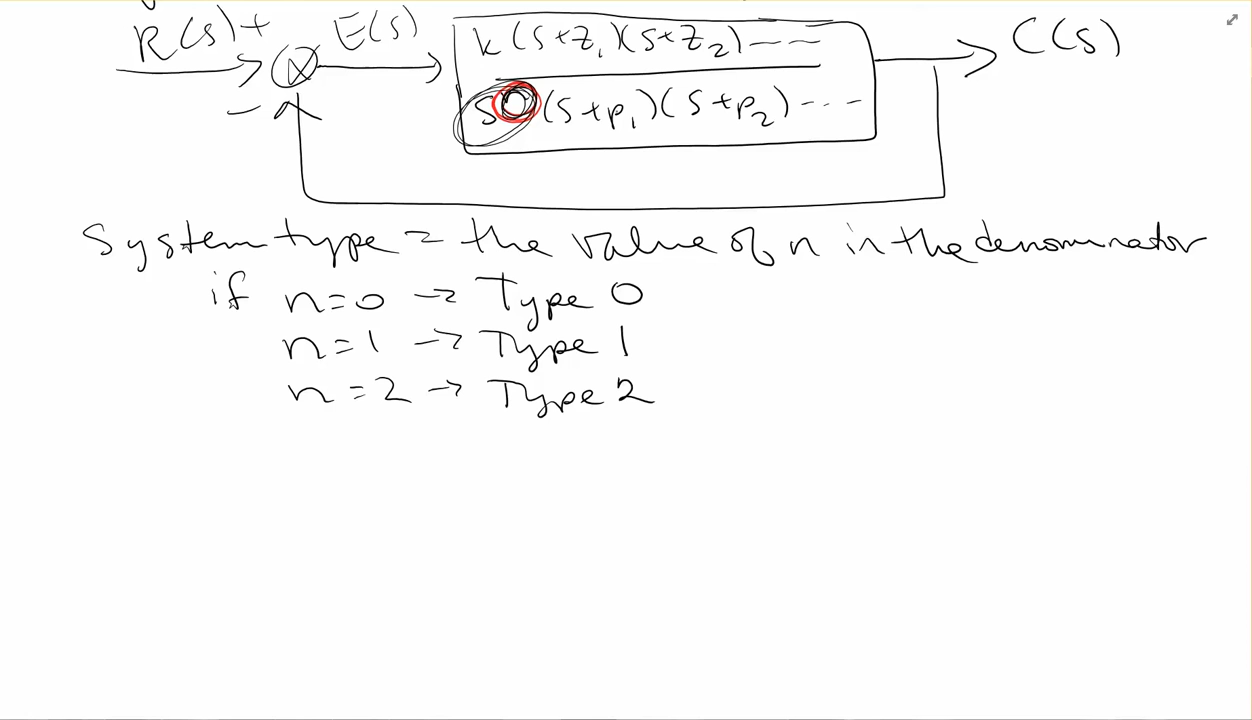 R(s) + E(s) K(s+z₁)(s+z₂)---- C(s)
- s (s+p₁)(s+p₂)---
System type = the value of n in the denominator
if n=0 → Type 0
n=1 → Type 1
n=2 → Type 2